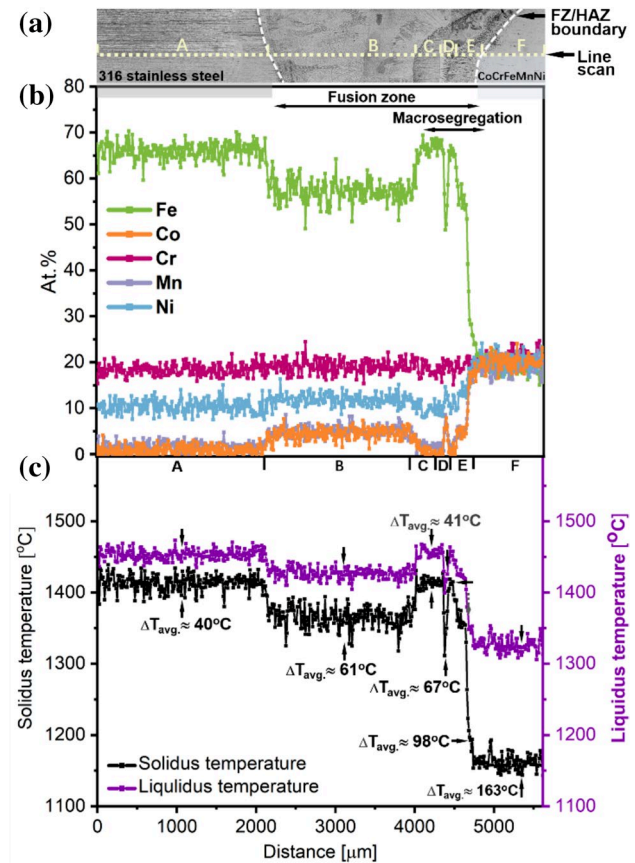 (a)
FZ/HAZ
boundary
A B C D E F
Line
scan
316 stainless steel
CoCrFeMnNi
(b)
Fusion zone
Macrosegregation
80
70
60
50
40
30
20
10
0
At.%
Fe
Co
Cr
Mn
Ni
A B C D E F
(c)
1500
1400
1300
1200
1100
Solidus temperature [°C]
1500
1400
1300
1200
1100
Liquidus temperature [°C]
ΔTavg.≈ 41°C
ΔTavg.≈ 40°C
ΔTavg.≈ 61°C
ΔTavg.≈ 67°C
ΔTavg.≈ 98°C
ΔTavg.≈ 163°C
Solidus temperature
Liqulidus temperature
0 1000 2000 3000 4000 5000
Distance [µm]